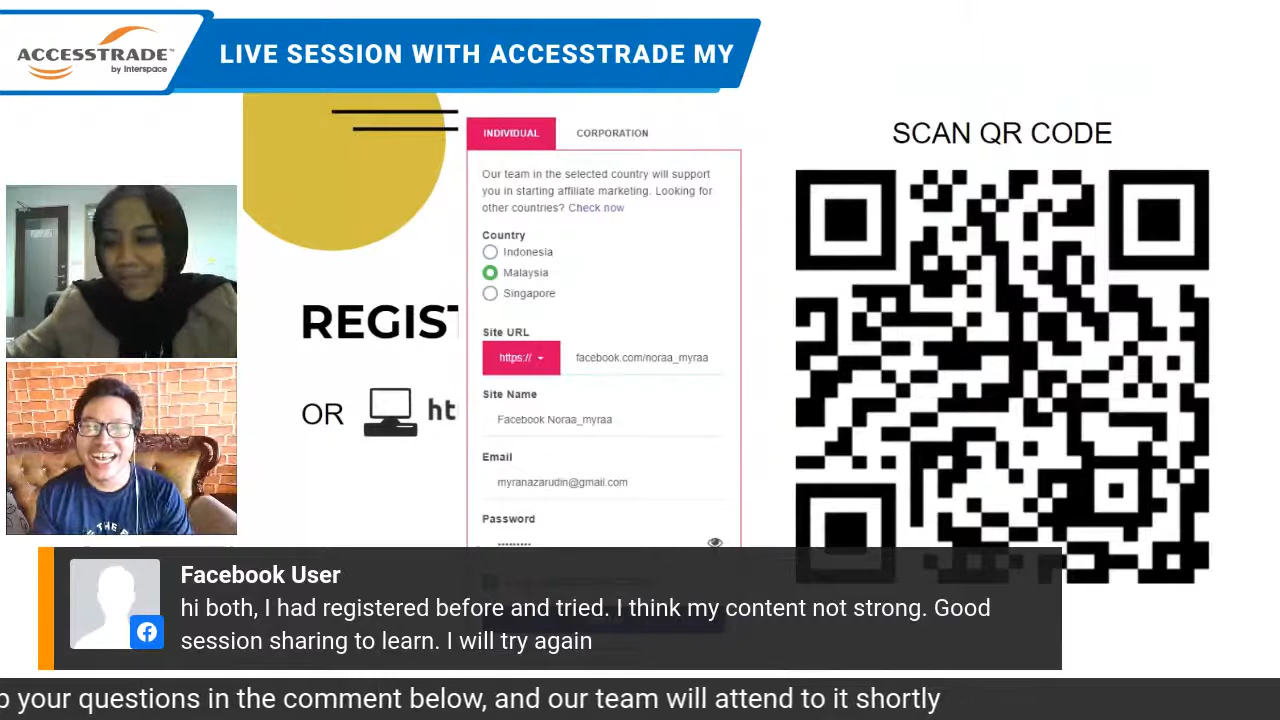 ACCESSTRADE
by Interspace
LIVE SESSION WITH ACCESSTRADE MY
INDIVIDUAL
CORPORATION
Our team in the selected country will support
you in starting affiliate marketing. Looking for
other countries? Check now
Country
Indonesia
Malaysia
Singapore
Site URL
https://
facebook.com/noraa_myraa
Site Name
Facebook Noraa_myraa
Email
myranazarudin@gmail.com
Password
REGIST
OR
ht
SCAN QR CODE
THE
Facebook User
hi both, I had registered before and tried. I think my content not strong. Good
session sharing to learn. I will try again
your questions in the comment below, and our team will attend to it shortly